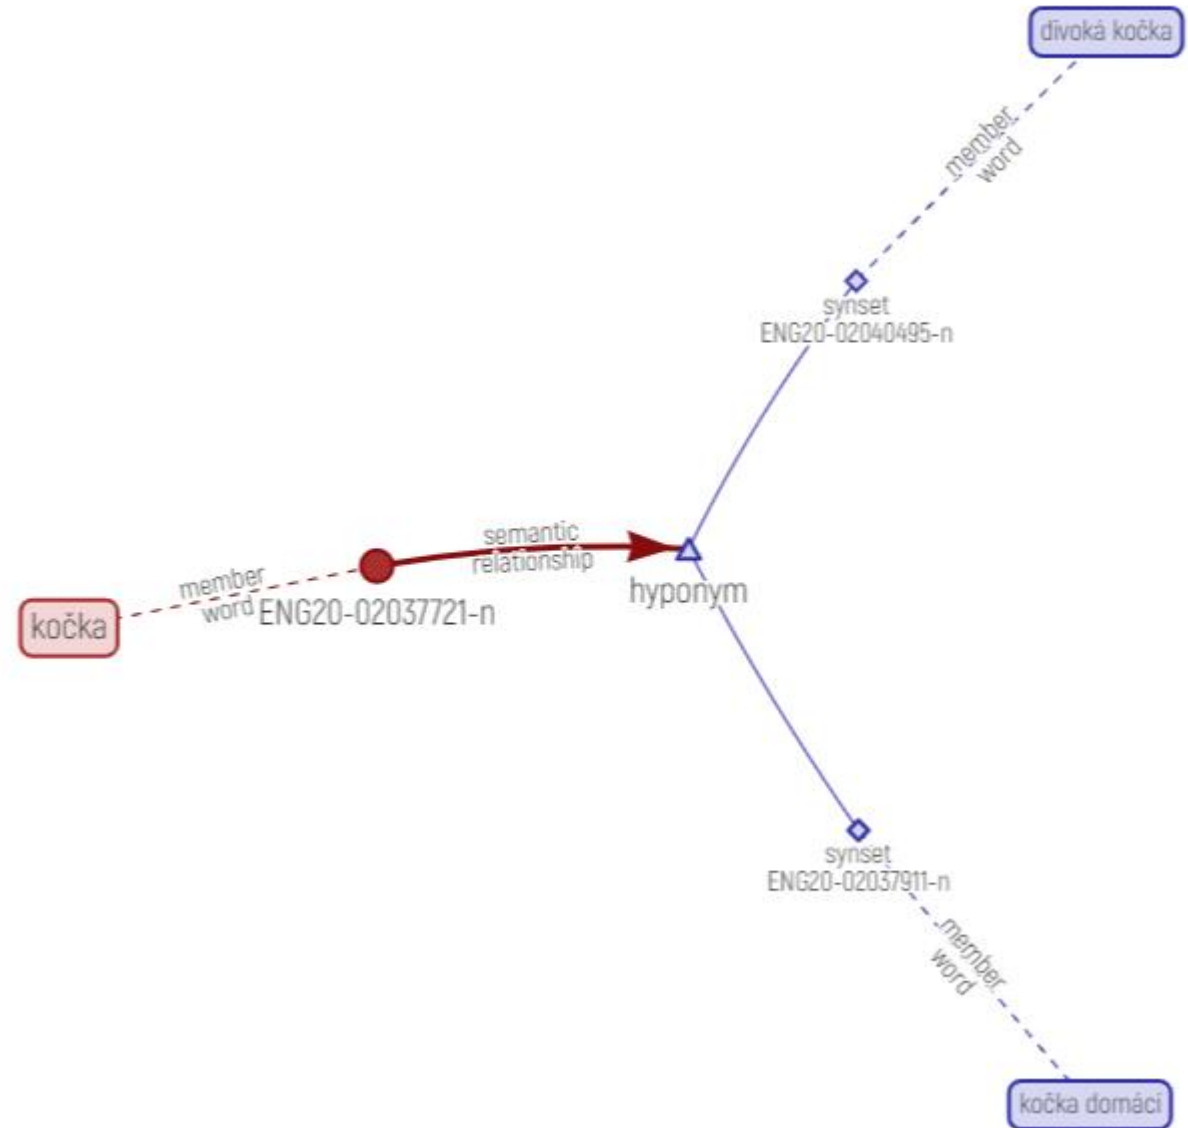 divoká kočka
member
word
synset
ENG20-02040495-n
semantic
relationship
hyponym
member
word
ENG20-02037721-n
kočka
synset
ENG20-02037911-n
member
word
kočka domácí